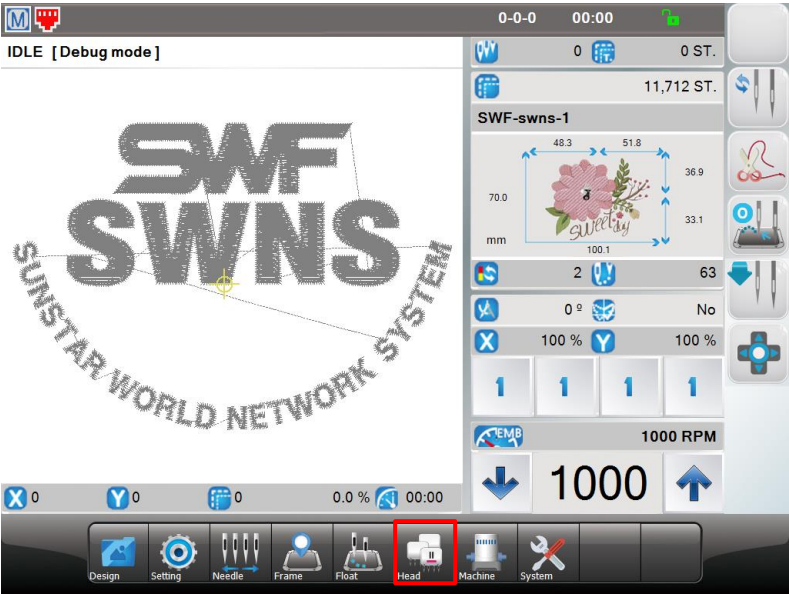 M
0-0-0 00:00
IDLE [ Debug mode ]
0 T. 0 ST.
11,712 ST.
SWF-swns-1
48.3 51.8
36.9
70.0
33.1
mm
100.1
sweet by
SWF
SWNS
SUNSTAR WORLD NETWORK SYSTEM
2 63
0 º No
X 100 % Y 100 %
1 1 1 1
EMB 1000 RPM
1000
X 0 Y 0 0 0.0 % 00:00
Design Setting Needle Frame Float Head Machine System